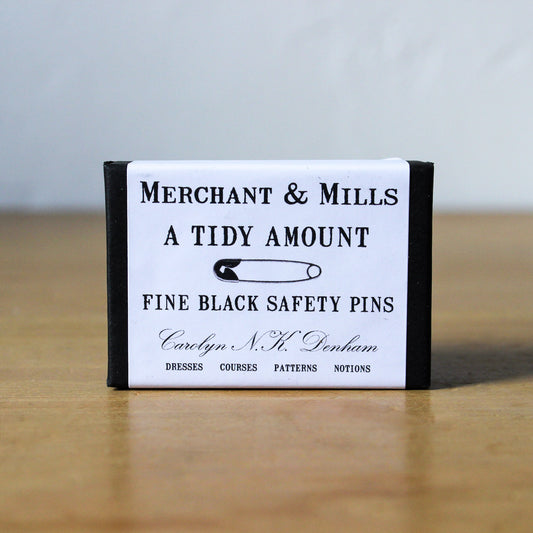 MERCHANT & MILLS
A TIDY AMOUNT
FINE BLACK SAFETY PINS
Carolyn N.K. Denham
DRESSES COURSES PATTERNS NOTIONS